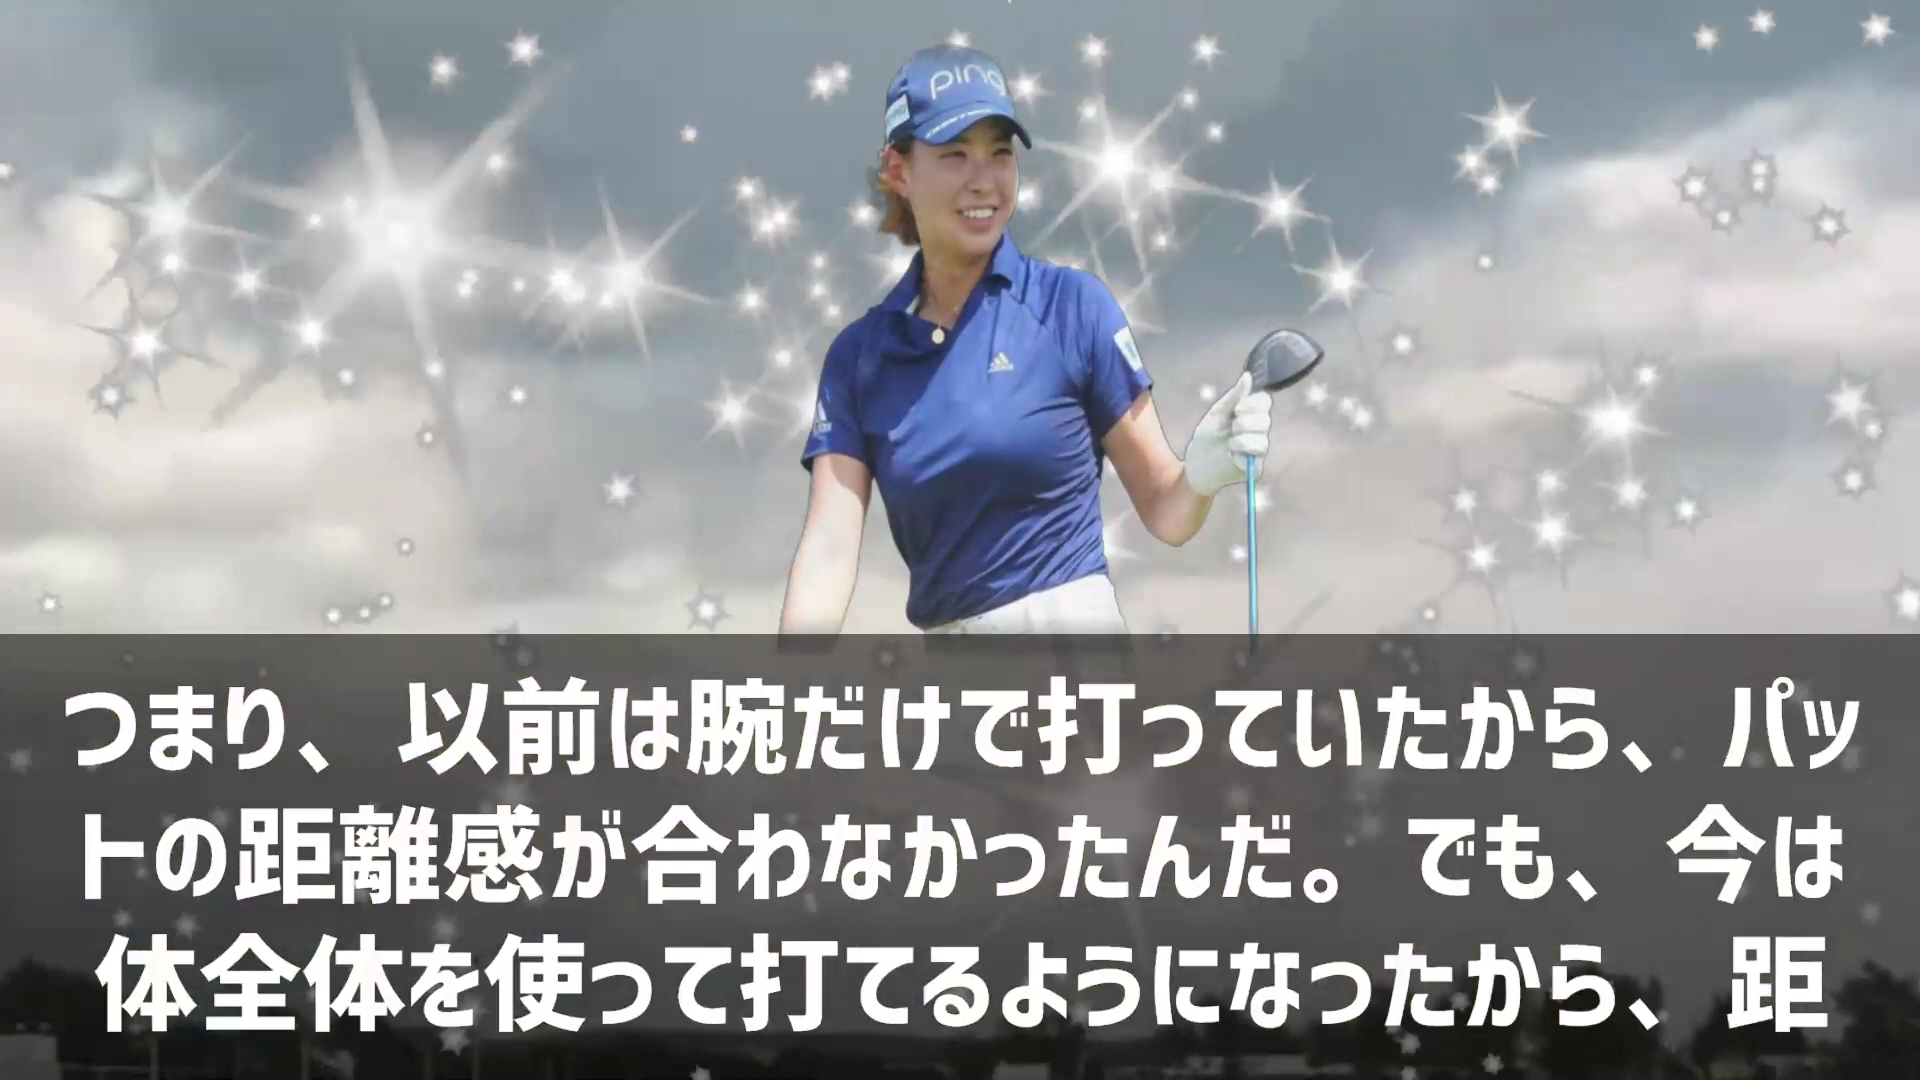 ping
つまり、以前は腕だけで打っていたから、パッ
トの距離感が合わなかったんだ。でも、今は
体全体を使って打てるようになったから、距